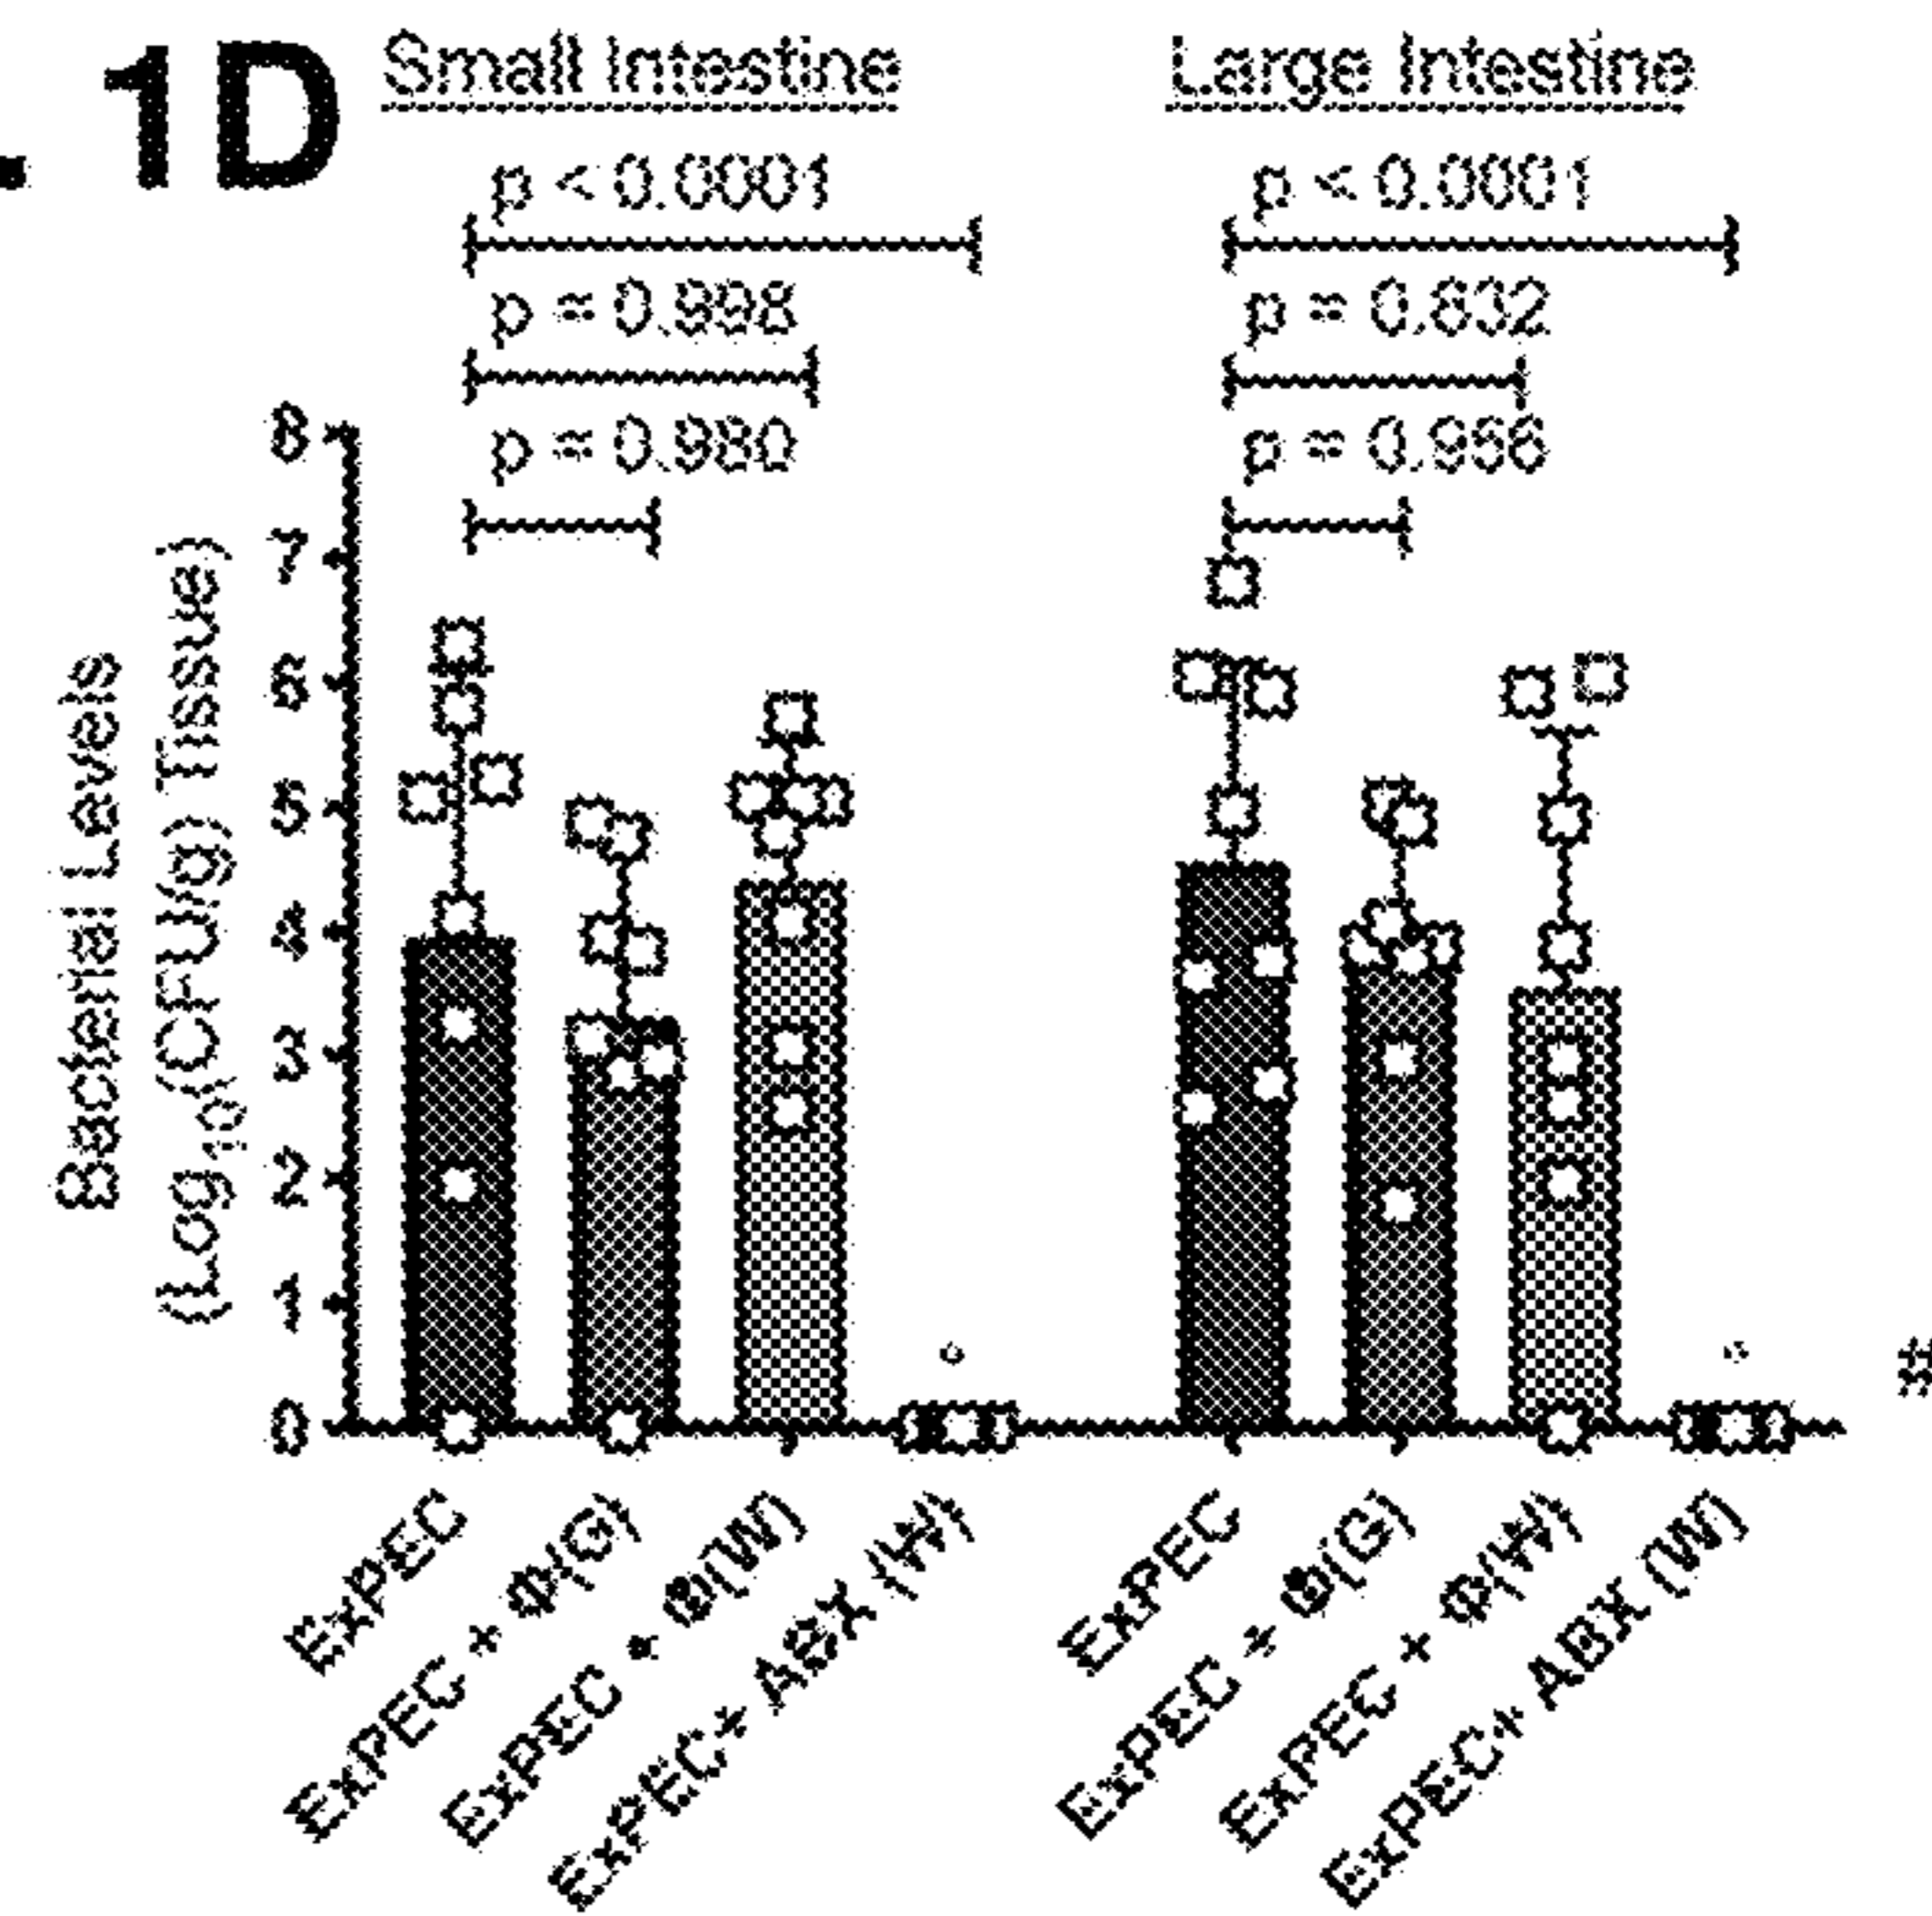 . 1D
Small Intestine
Large Intestine
p < 0.0001
p < 0.0001
p = 0.998
p = 0.832
p = 0.980
p = 0.956
Bacterial Levels
(Log10(CFU/g) Tissue)
8
7
6
5
4
3
2
1
0
#
ExPEC
ExPEC + Φ(G)
ExPEC + Φ(W)
ExPEC+ ABX (W)
ExPEC
ExPEC + Φ(G)
ExPEC + Φ(W)
ExPEC+ ABX (W)